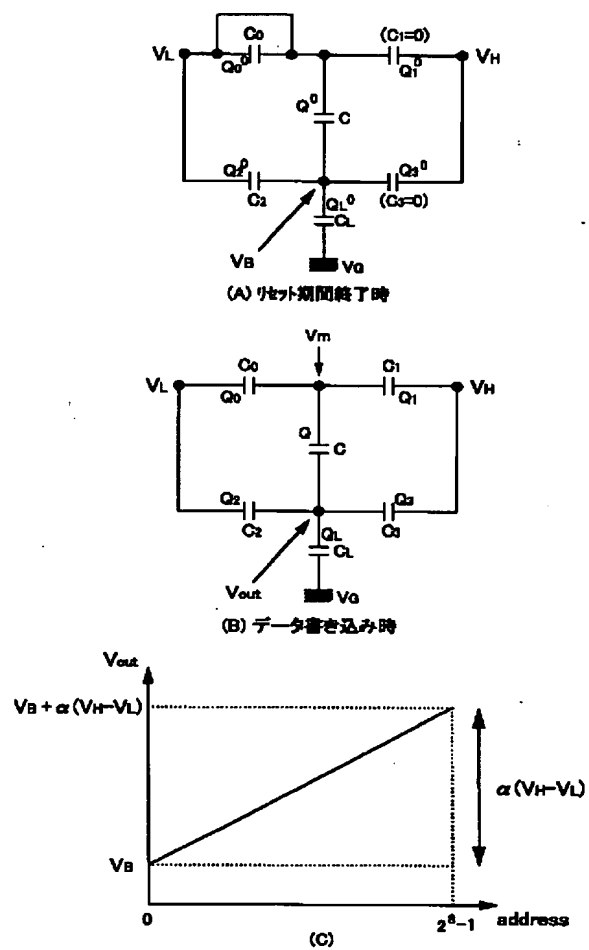 C0
(C1=0)
VL
VH
Q0^0
Q1^0
Q^0
C
Q2^0
Q3^0
C2
(C3=0)
QL^0
CL
VB
VG
(A) リセット期間終了時
Vm
C0
C1
VL
VH
Q0
Q1
Q
C
Q2
Q3
C2
C3
QL
CL
Vout
VG
(B) データ書き込み時
Vout
VB + α(VH−VL)
α(VH−VL)
VB
0
2^8−1
address
(C)